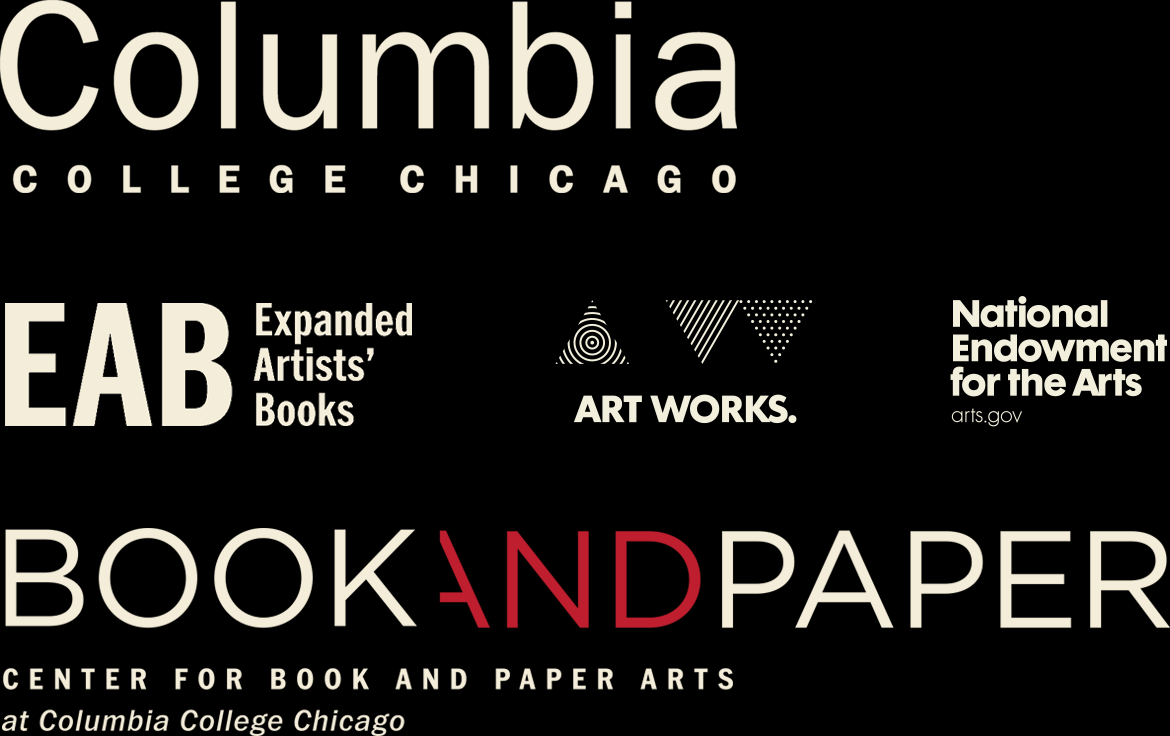 Columbia
COLLEGE CHICAGO
EAB
Expanded
Artists’
Books
ART WORKS.
National
Endowment
for the Arts
arts.gov
BOOKANDPAPER
CENTER FOR BOOK AND PAPER ARTS
at Columbia College Chicago